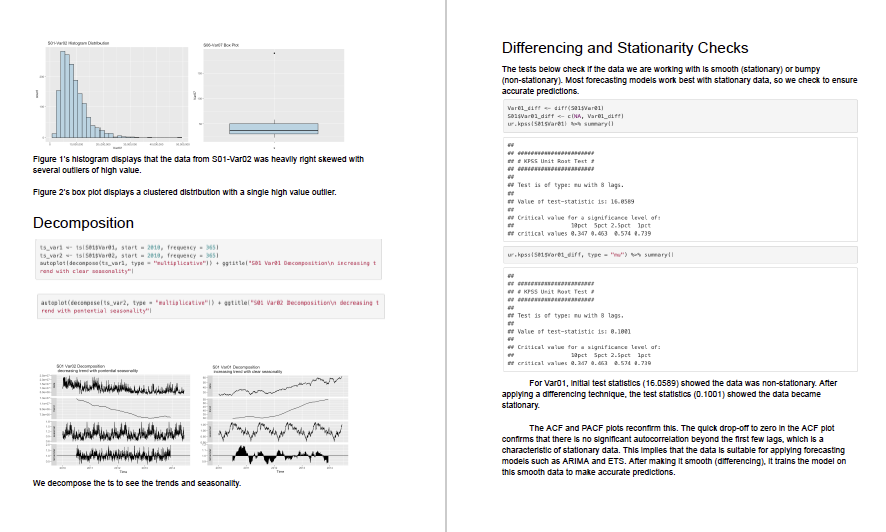 S01-Var02 Histogram Distribution
S06-Var07 Box Plot
Figure 1's histogram displays that the data from S01-Var02 was heavily right skewed with
several outliers of high value.
Figure 2's box plot displays a clustered distribution with a single high value outlier.
Decomposition
ts_var1 <- ts(S01$Var01, start = 2010, frequency = 365)
ts_var2 <- ts(S01$Var02, start = 2010, frequency = 365)
autoplot(decompose(ts_var1, type = "multiplicative")) + ggtitle("S01 Var01 Decomposition\n increasing t
rend with clear seasonality")
autoplot(decompose(ts_var2, type = "multiplicative")) + ggtitle("S01 Var02 Decomposition\n decreasing t
rend with pontential seasonality")
S01 Var02 Decomposition
decreasing trend with pontential seasonality
S01 Var01 Decomposition
increasing trend with clear seasonality
Time
Time
We decompose the ts to see the trends and seasonality.
Differencing and Stationarity Checks
The tests below check if the data we are working with is smooth (stationary) or bumpy
(non-stationary). Most forecasting models work best with stationary data, so we check to ensure
accurate predictions.
Var01_diff <- diff(S01$Var01)
S01$Var01_diff <- c(NA, Var01_diff)
ur.kpss(S01$Var01) %>% summary()
##
## #######################
## # KPSS Unit Root Test #
## #######################
##
## Test is of type: mu with 8 lags.
##
## Value of test-statistic is: 16.0589
##
## Critical value for a significance level of:
## 10pct 5pct 2.5pct 1pct
## critical values 0.347 0.463 0.574 0.739
ur.kpss(S01$Var01_diff, type = "mu") %>% summary()
##
## #######################
## # KPSS Unit Root Test #
## #######################
##
## Test is of type: mu with 8 lags.
##
## Value of test-statistic is: 0.1001
##
## Critical value for a significance level of:
## 10pct 5pct 2.5pct 1pct
## critical values 0.347 0.463 0.574 0.739
For Var01, initial test statistics (16.0589) showed the data was non-stationary. After
applying a differencing technique, the test statistics (0.1001) showed the data became
stationary.
The ACF and PACF plots reconfirm this. The quick drop-off to zero in the ACF plot
confirms that there is no significant autocorrelation beyond the first few lags, which is a
characteristic of stationary data. This implies that the data is suitable for applying forecasting
models such as ARIMA and ETS. After making it smooth (differencing), it trains the model on
this smooth data to make accurate predictions.